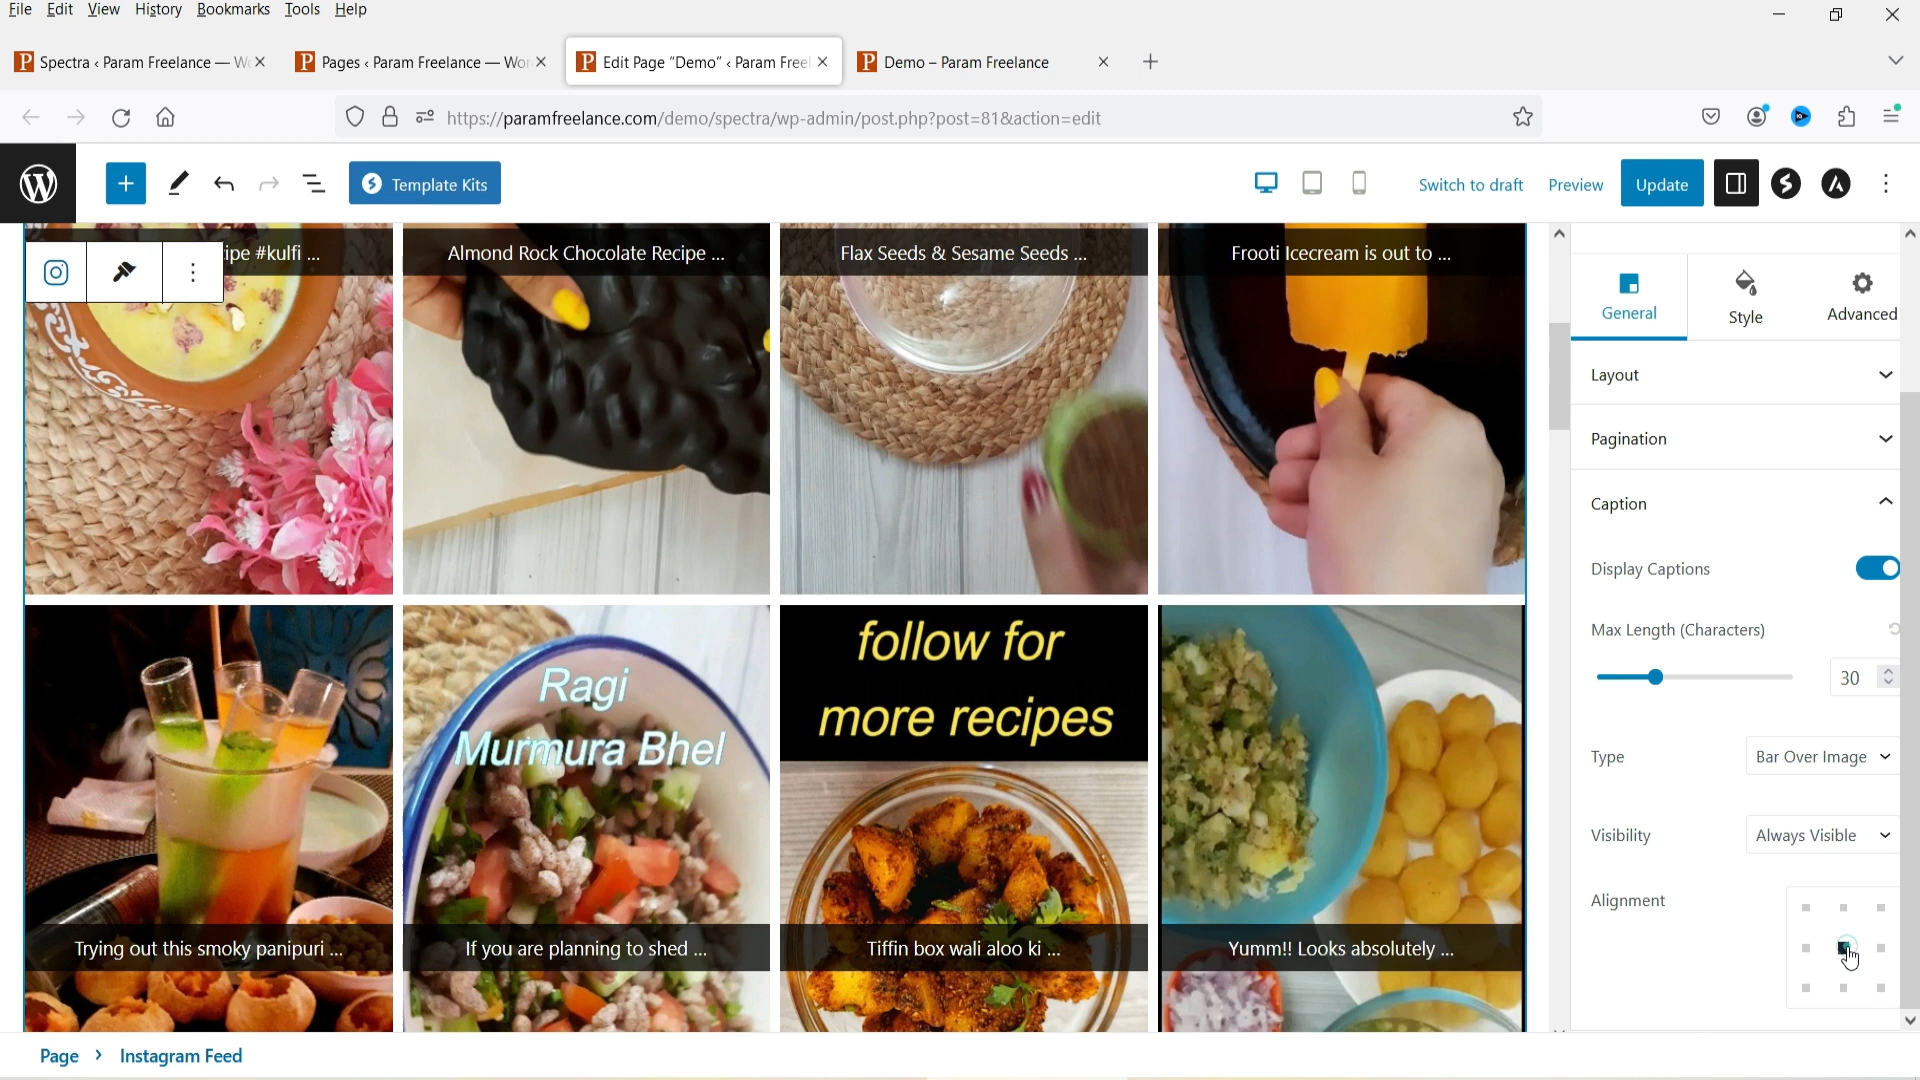 File Edit View History Bookmarks Tools Help
Spectra ‹ Param Freelance — Wo
Pages ‹ Param Freelance — Wor
Edit Page “Demo” ‹ Param Freel
Demo – Param Freelance
https://paramfreelance.com/demo/spectra/wp-admin/post.php?post=81&action=edit
Template Kits
Switch to draft
Preview
Update
ipe #kulfi ...
Almond Rock Chocolate Recipe ...
Flax Seeds & Sesame Seeds ...
Frooti Icecream is out to ...
General
Style
Advanced
Layout
Pagination
Caption
Display Captions
Max Length (Characters)
30
Type
Bar Over Image
Visibility
Always Visible
Alignment
Ragi
Murmura Bhel
follow for
more recipes
Trying out this smoky panipuri ...
If you are planning to shed ...
Tiffin box wali aloo ki ...
Yumm!! Looks absolutely ...
Page › Instagram Feed